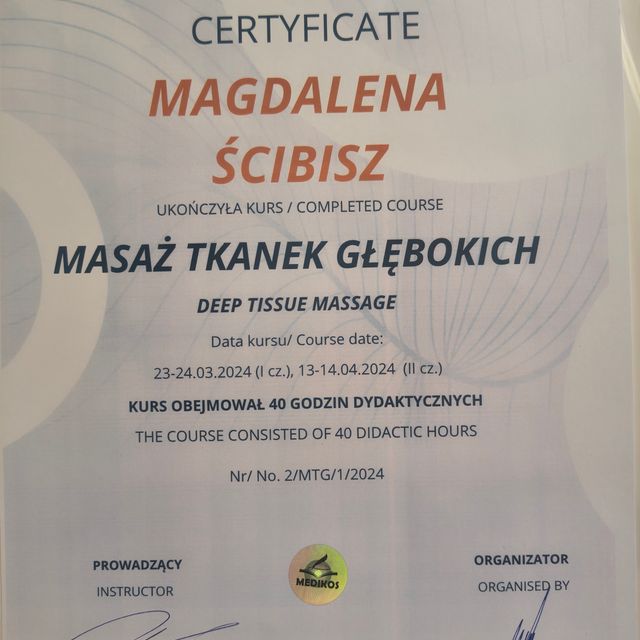 CERTYFICATE
MAGDALENA
ŚCIBISZ
UKOŃCZYŁA KURS / COMPLETED COURSE
MASAŻ TKANEK GŁĘBOKICH
DEEP TISSUE MASSAGE
Data kursu/ Course date:
23-24.03.2024 (I cz.), 13-14.04.2024 (II cz.)
KURS OBEJMOWAŁ 40 GODZIN DYDAKTYCZNYCH
THE COURSE CONSISTED OF 40 DIDACTIC HOURS
Nr/ No. 2/MTG/1/2024
PROWADZĄCY
INSTRUCTOR
MEDIKOS
ORGANIZATOR
ORGANISED BY